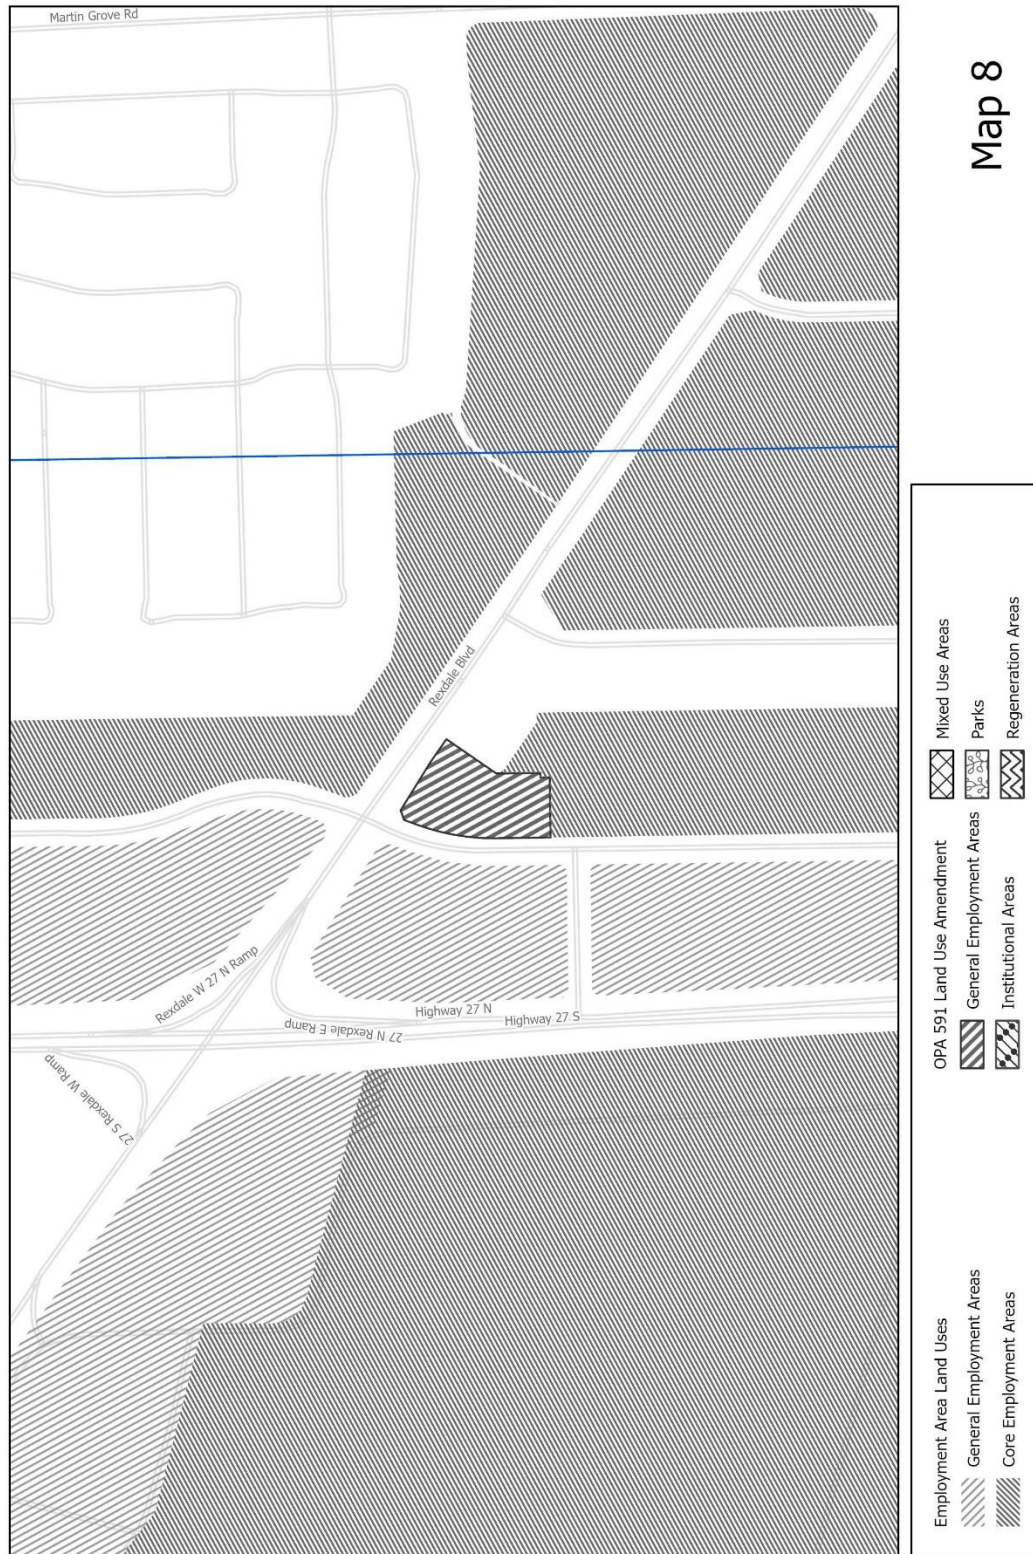 Martin Grove Rd
Rexdale Blvd
Rexdale W 27 N Ramp
27 N Rexdale E Ramp
Highway 27 N
Highway 27 S
27 S Rexdale W Ramp
Map 8
Employment Area Land Uses
General Employment Areas
Core Employment Areas
OPA 591 Land Use Amendment
General Employment Areas
Institutional Areas
Mixed Use Areas
Parks
Regeneration Areas